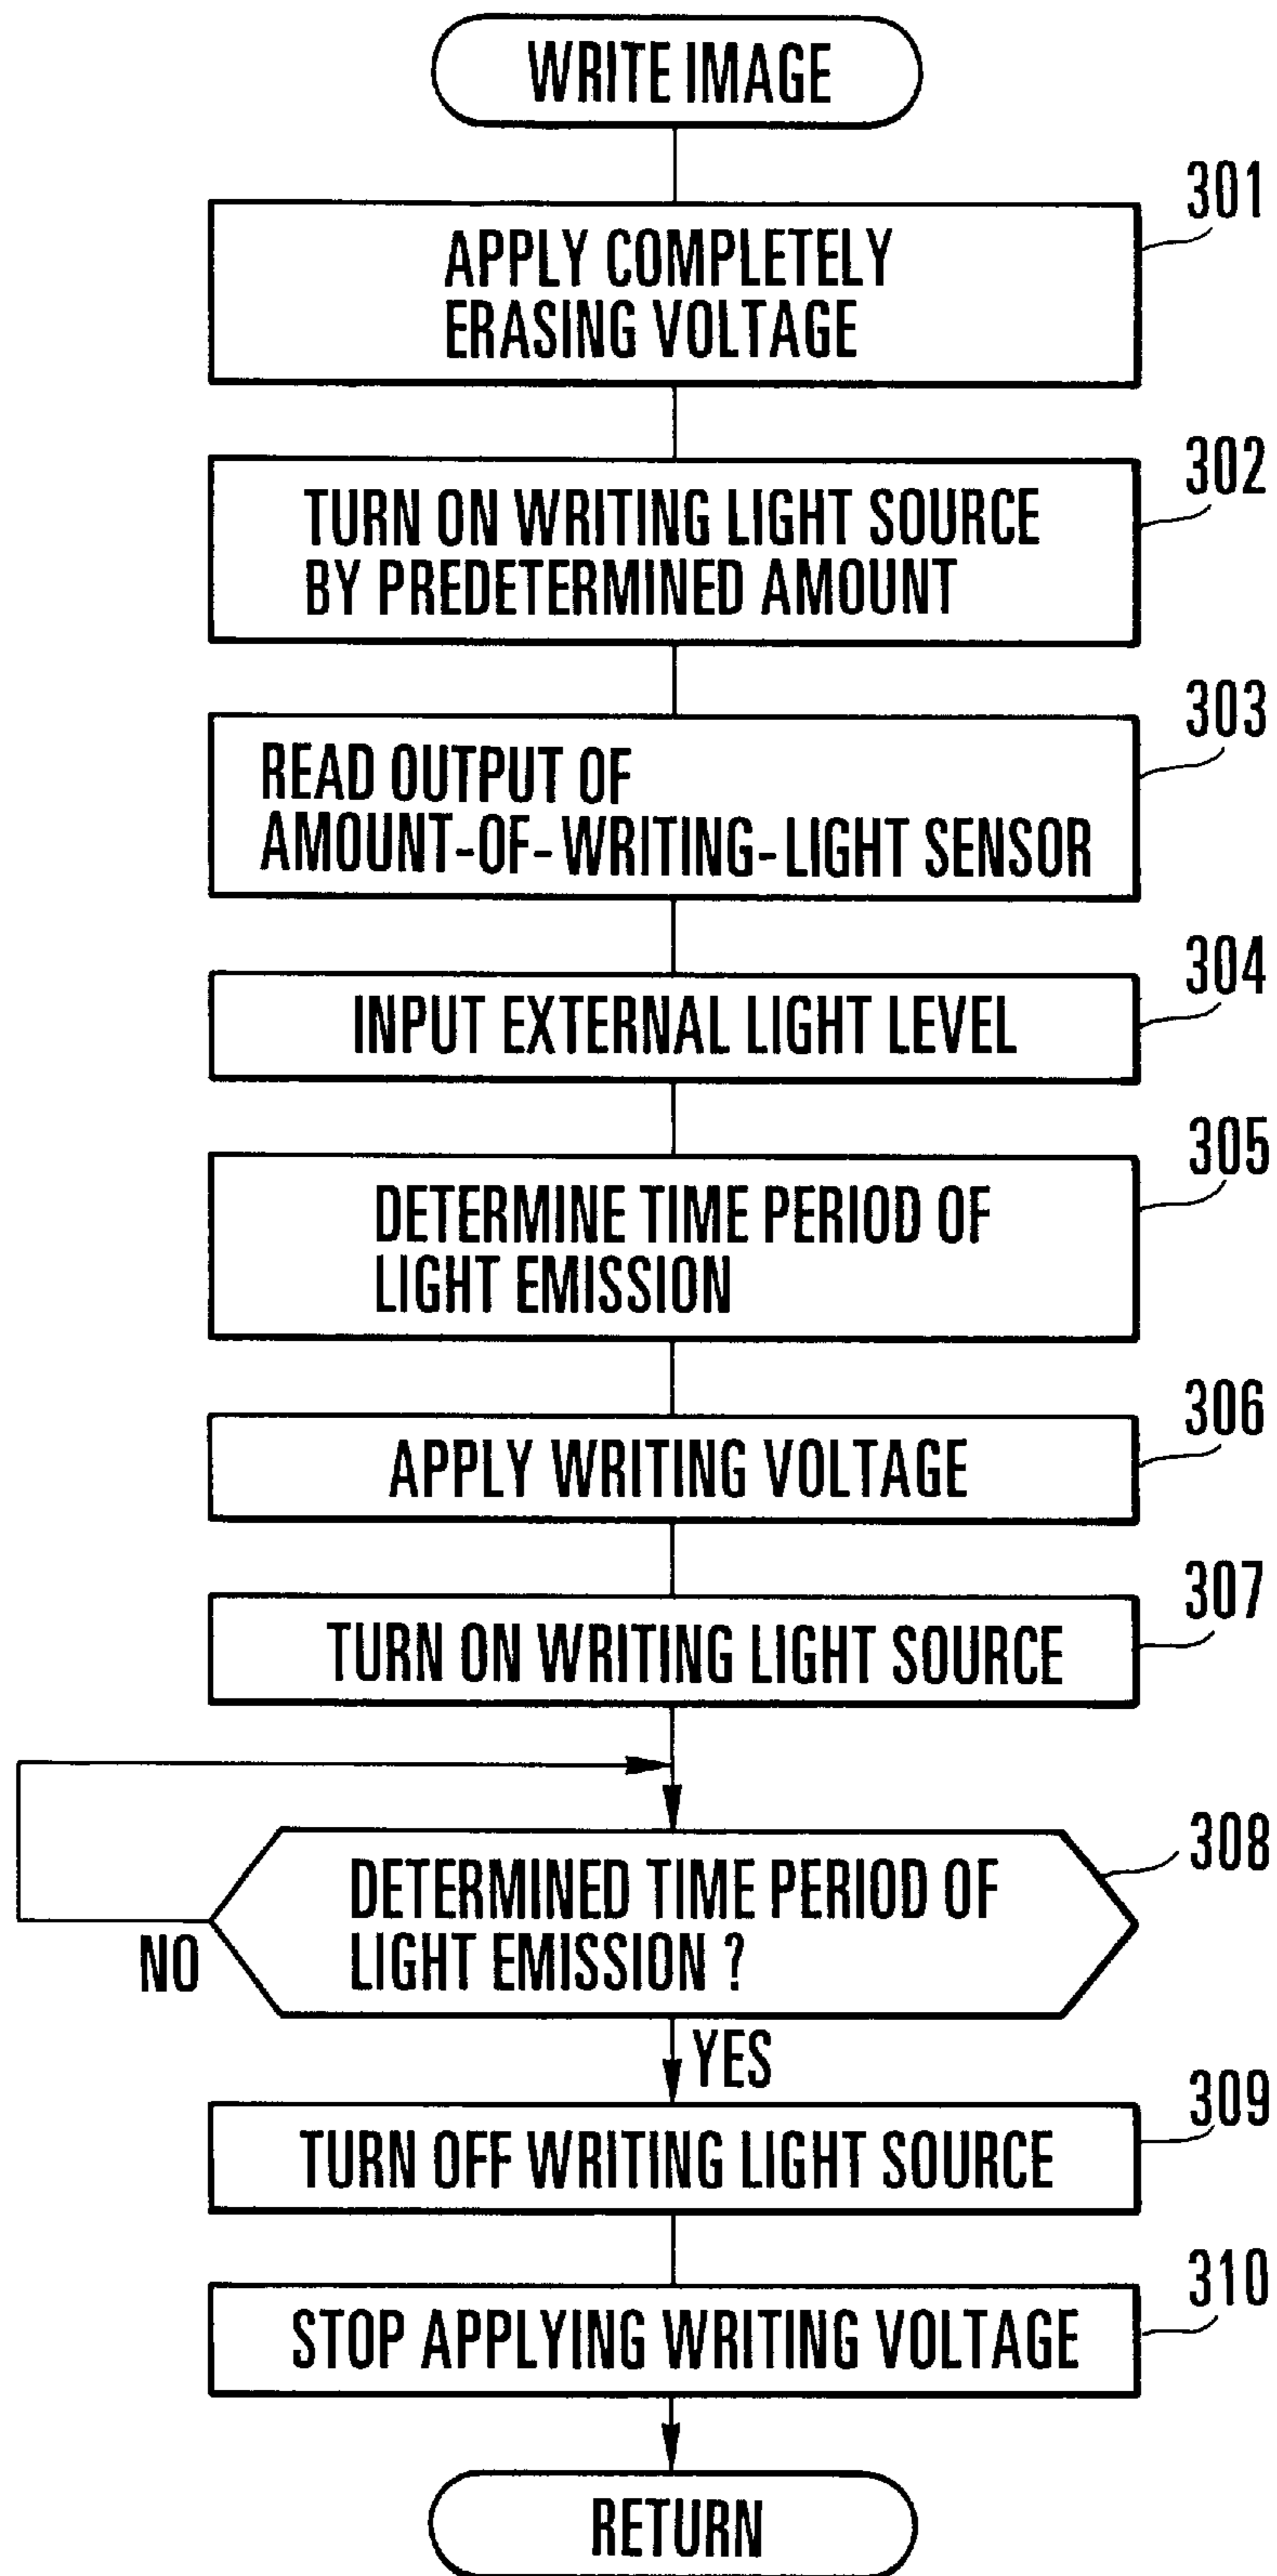 WRITE IMAGE
301
APPLY COMPLETELY
ERASING VOLTAGE
302
TURN ON WRITING LIGHT SOURCE
BY PREDETERMINED AMOUNT
303
READ OUTPUT OF
AMOUNT-OF-WRITING-LIGHT SENSOR
304
INPUT EXTERNAL LIGHT LEVEL
305
DETERMINE TIME PERIOD OF
LIGHT EMISSION
306
APPLY WRITING VOLTAGE
307
TURN ON WRITING LIGHT SOURCE
308
DETERMINED TIME PERIOD OF
LIGHT EMISSION ?
NO
YES
309
TURN OFF WRITING LIGHT SOURCE
310
STOP APPLYING WRITING VOLTAGE
RETURN